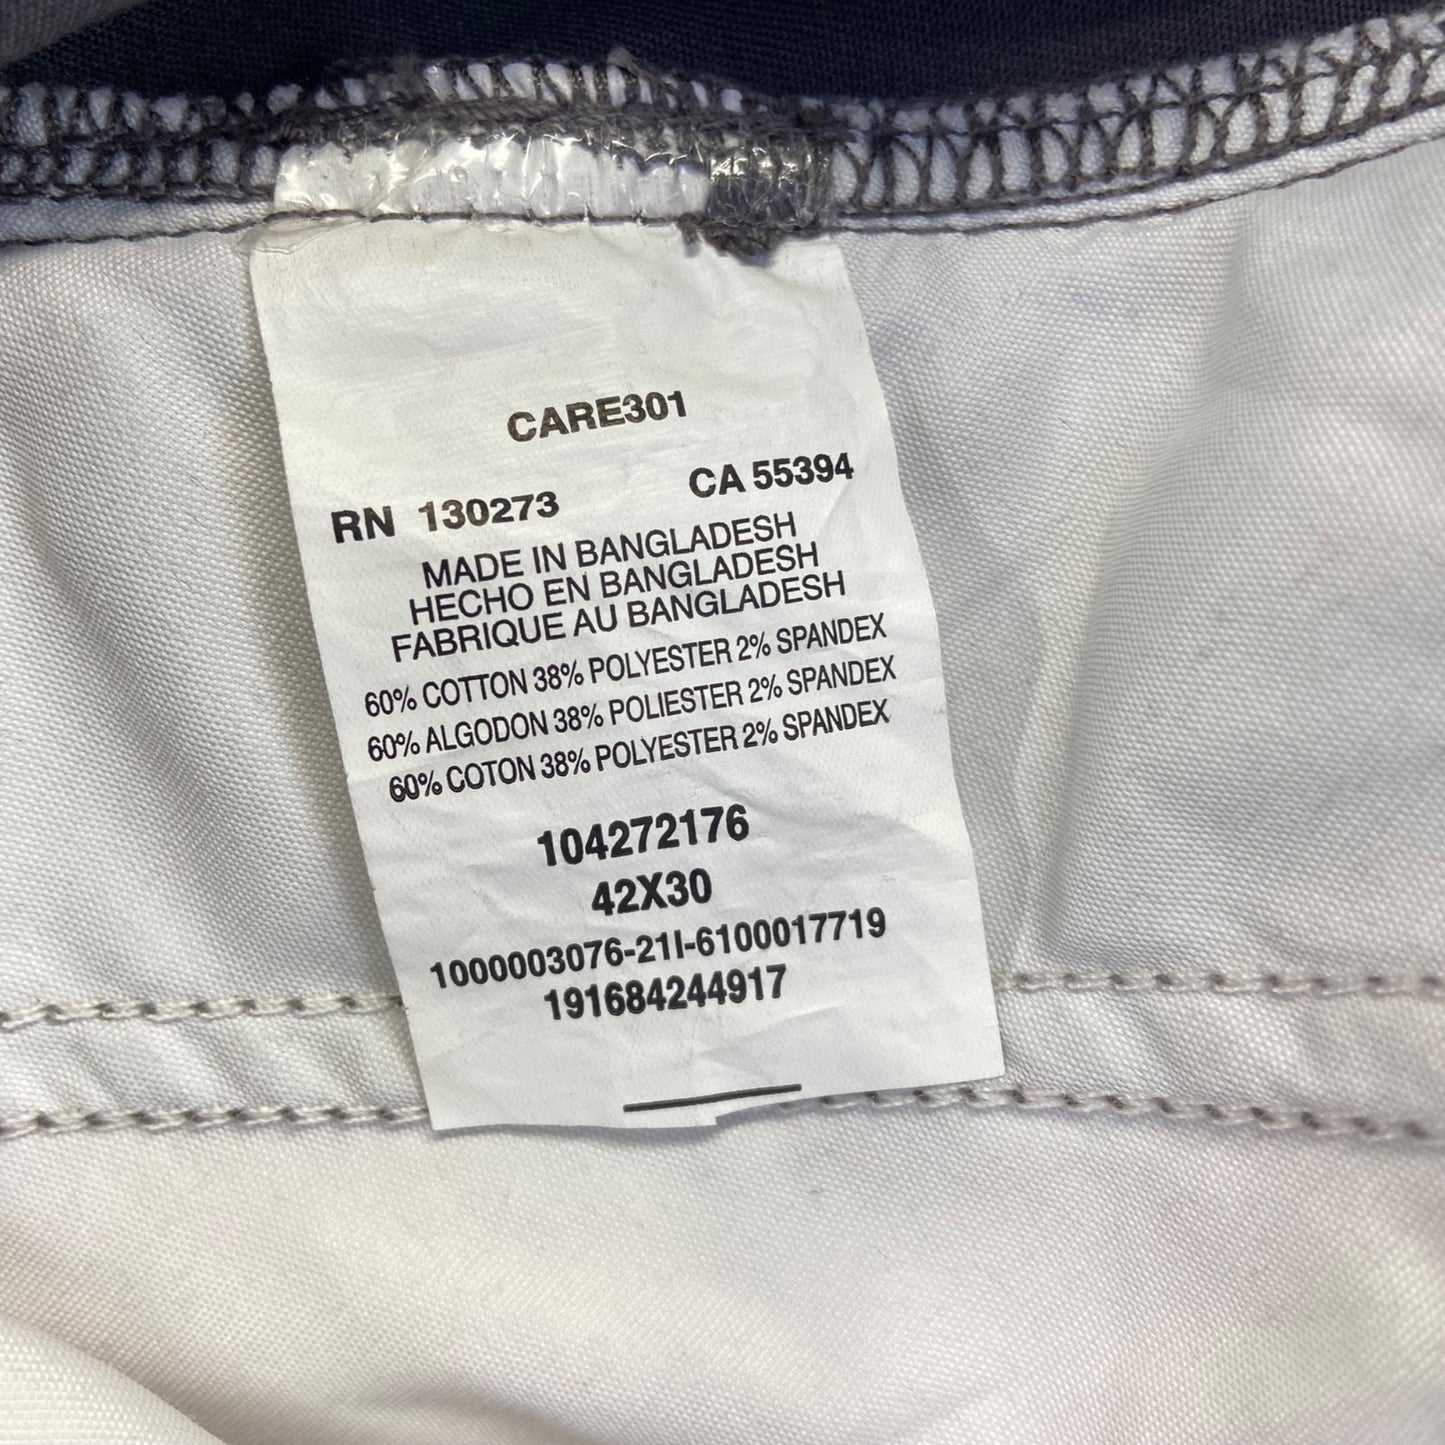 CARE301
RN 130273 CA 55394
MADE IN BANGLADESH
HECHO EN BANGLADESH
FABRIQUE AU BANGLADESH
60% COTTON 38% POLYESTER 2% SPANDEX
60% ALGODON 38% POLIESTER 2% SPANDEX
60% COTON 38% POLYESTER 2% SPANDEX
104272176
42X30
1000003076-21I-6100017719
191684244917